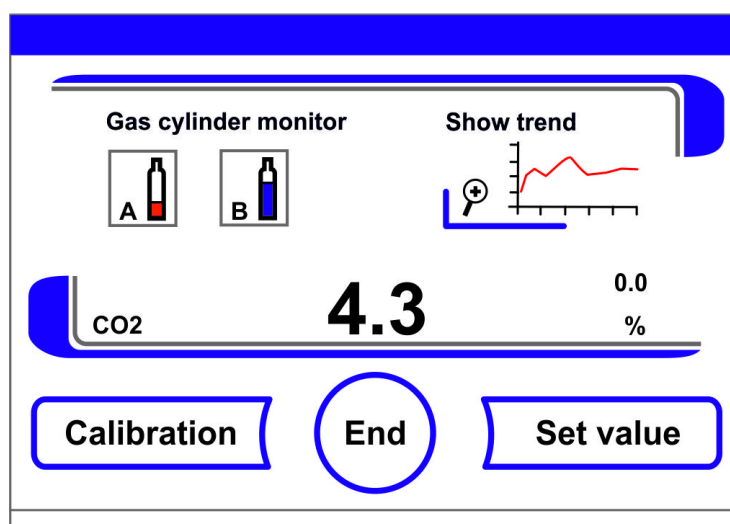 Gas cylinder monitor
Show trend
A
B
0.0
CO2
4.3
%
Calibration
End
Set value